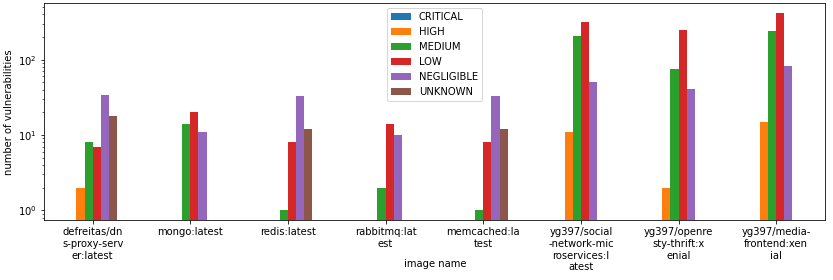 CRITICAL
HIGH
MEDIUM
LOW
NEGLIGIBLE
UNKNOWN
number of vulnerabilities
10²
10¹
10⁰
defreitas/dn
s-proxy-serv
er:latest
mongo:latest
redis:latest
rabbitmq:lat
est
memcached:la
test
yg397/social
-network-mic
roservices:l
atest
yg397/openre
sty-thrift:x
enial
yg397/media-
frontend:xen
ial
image name